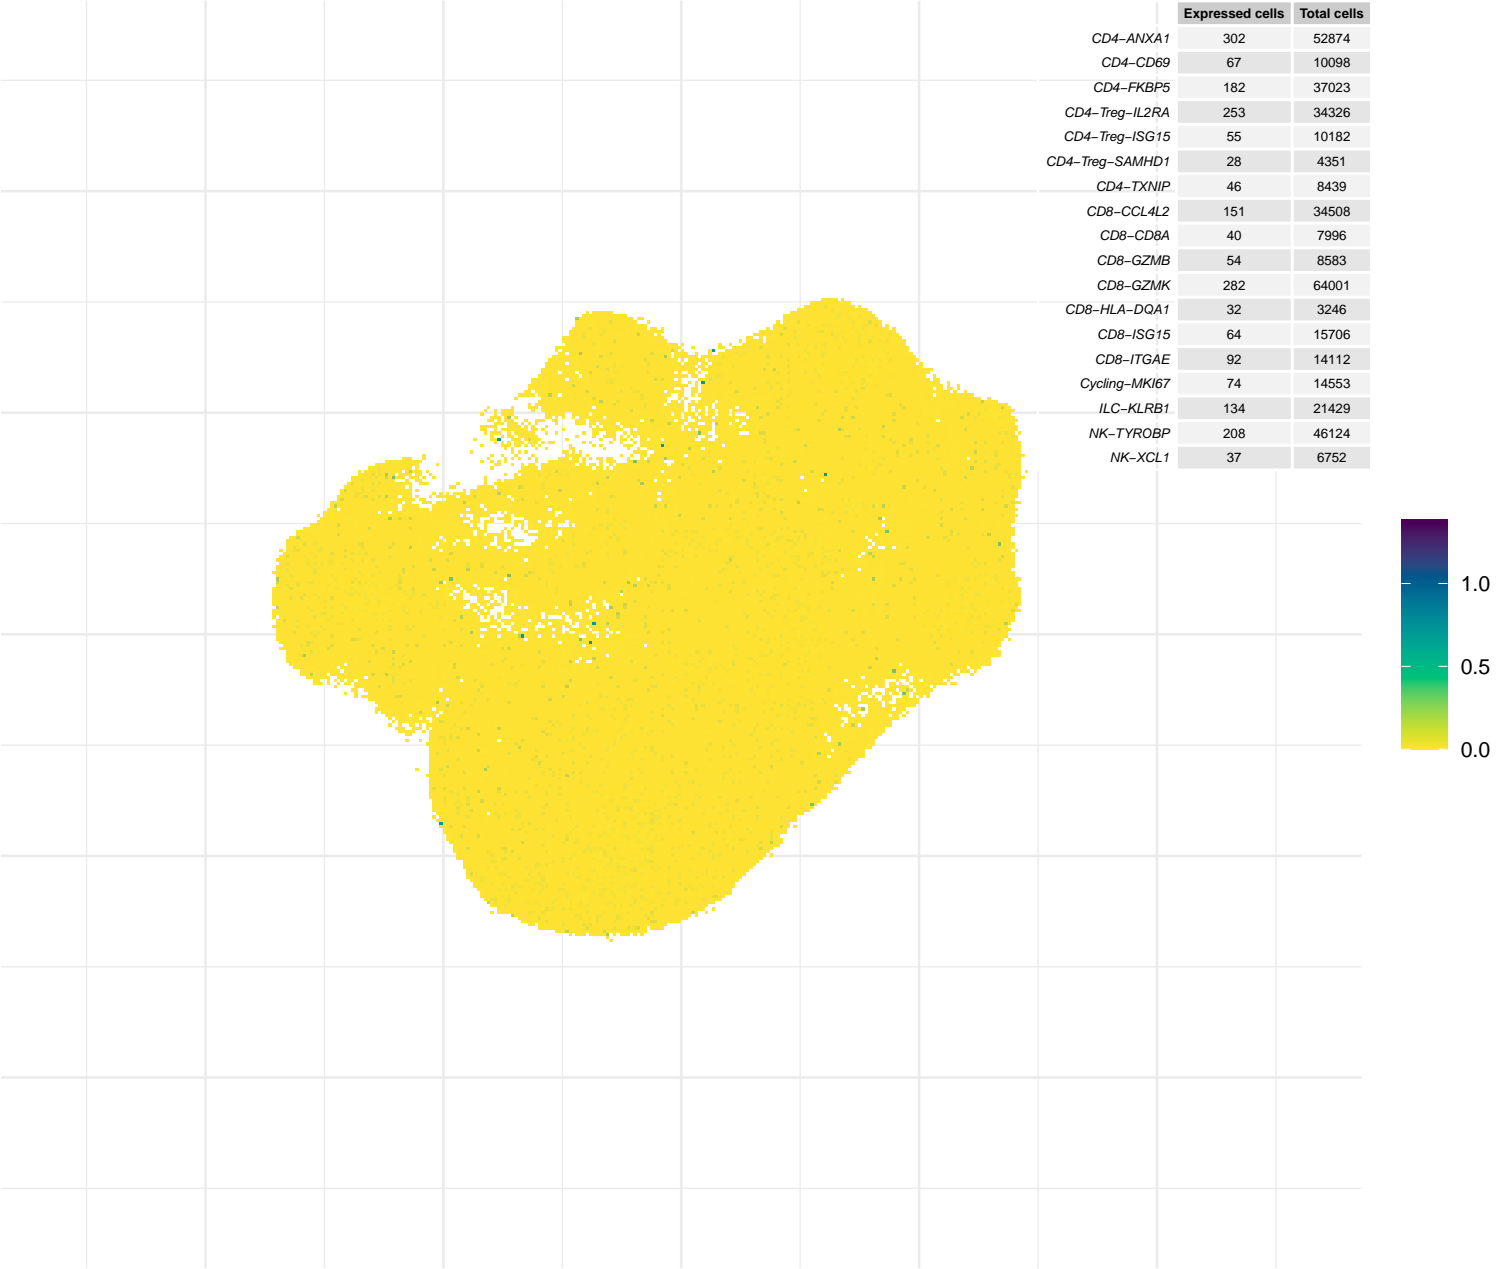 Expressed cells Total cells
CD4−ANXA1 302 52874
CD4−CD69 67 10098
CD4−FKBP5 182 37023
CD4−Treg−IL2RA 253 34326
CD4−Treg−ISG15 55 10182
CD4−Treg−SAMHD1 28 4351
CD4−TXNIP 46 8439
CD8−CCL4L2 151 34508
CD8−CD8A 40 7996
CD8−GZMB 54 8583
CD8−GZMK 282 64001
CD8−HLA−DQA1 32 3246
CD8−ISG15 64 15706
CD8−ITGAE 92 14112
Cycling−MKI67 74 14553
ILC−KLRB1 134 21429
NK−TYROBP 208 46124
NK−XCL1 37 6752
1.0
0.5
0.0